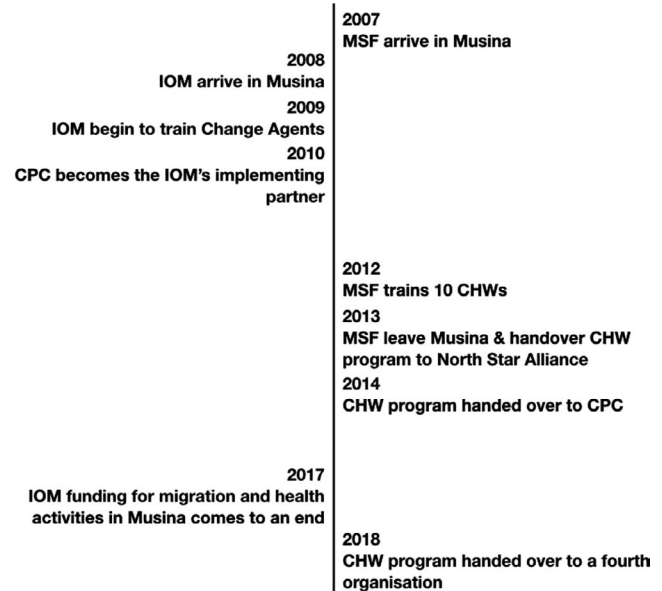 2007
MSF arrive in Musina
2008
IOM arrive in Musina
2009
IOM begin to train Change Agents
2010
CPC becomes the IOM's implementing
partner
2012
MSF trains 10 CHWs
2013
MSF leave Musina & handover CHW
program to North Star Alliance
2014
CHW program handed over to CPC
2017
IOM funding for migration and health
activities in Musina comes to an end
2018
CHW program handed over to a fourth
organisation